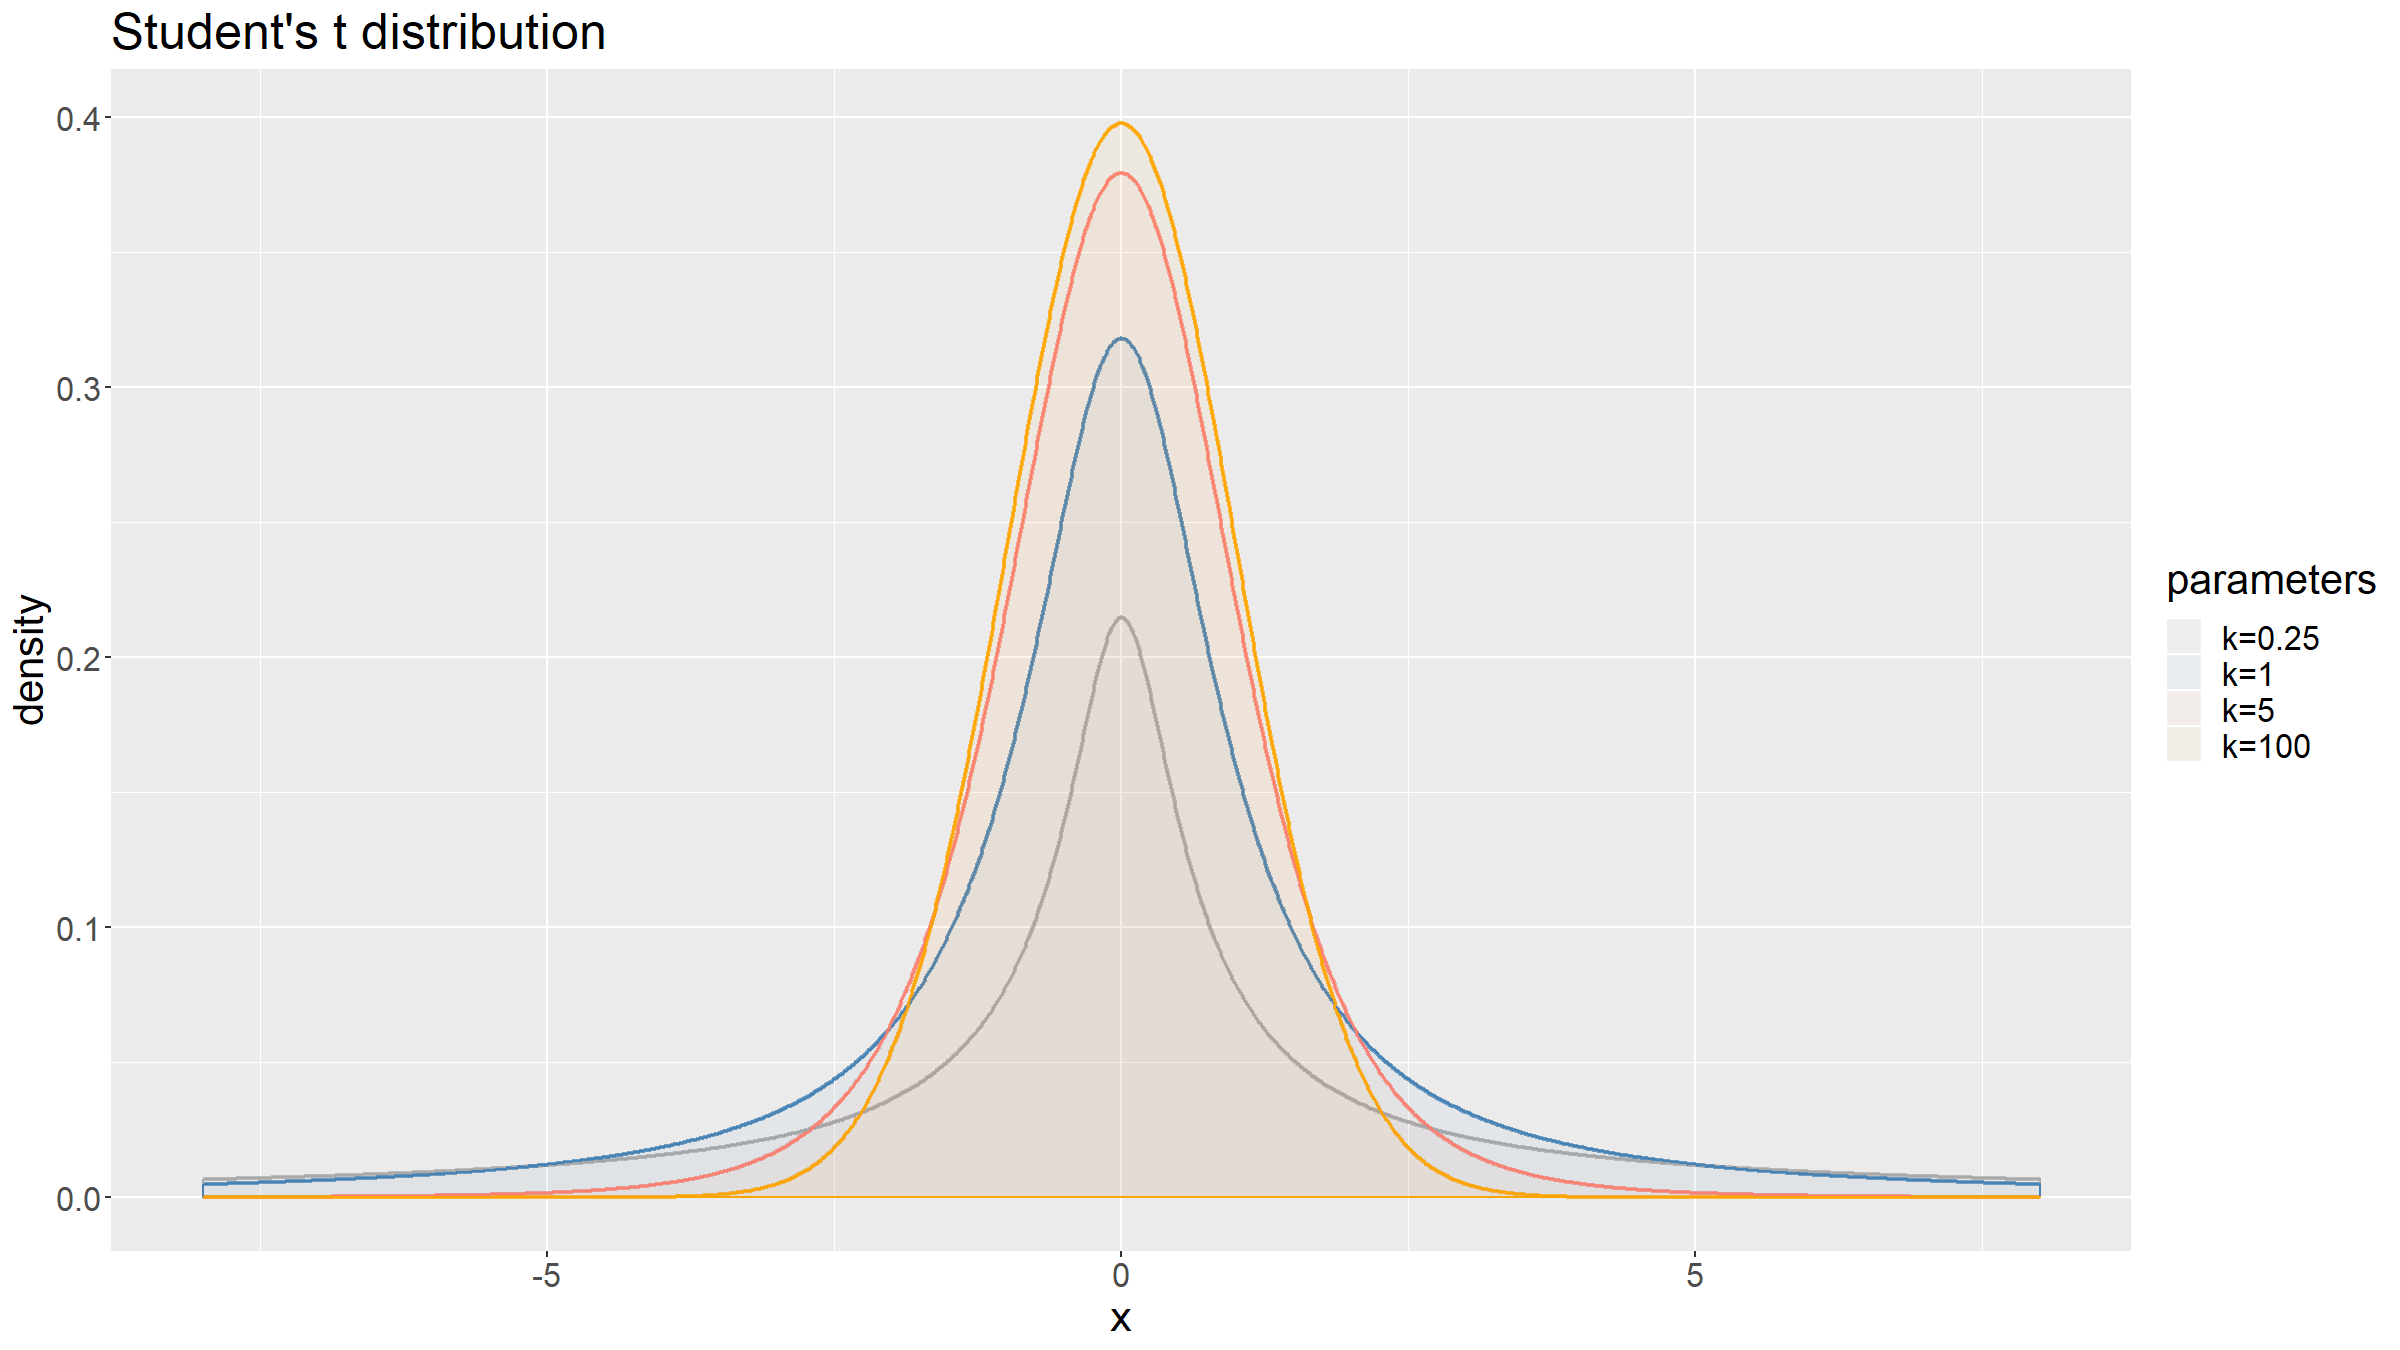 Student's t distribution
0.4
0.3
0.2
0.1
0.0
density
-5
0
5
x
parameters
k=0.25
k=1
k=5
k=100